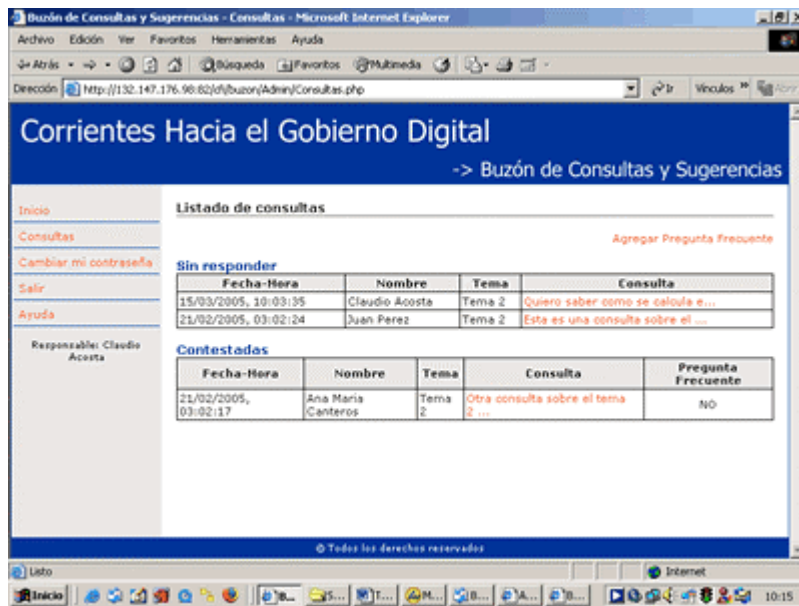 Buzón de Consultas y Sugerencias - Consultas - Microsoft Internet Explorer
Archivo Edición Ver Favoritos Herramientas Ayuda
Atrás Búsqueda Favoritos Multimedia
Dirección http://132.147.176.98:82/cfi/buzon/Admin/Consultas.php Ir Vínculos
Corrientes Hacia el Gobierno Digital
-> Buzón de Consultas y Sugerencias
Inicio
Consultas
Cambiar mi contraseña
Salir
Ayuda
Responsable: Claudio
Acosta
Listado de consultas
Agregar Pregunta Frecuente
Sin responder
Fecha-Hora Nombre Tema Consulta
15/03/2005, 10:03:35 Claudio Acosta Tema 2 Quiero saber como se calcula e...
21/02/2005, 03:02:24 Juan Perez Tema 2 Esta es una consulta sobre el ...
Contestadas
Fecha-Hora Nombre Tema Consulta Pregunta
Frecuente
21/02/2005, Ana Maria Tema Otra consulta sobre el tema NO
03:02:17 Canteros 2 2 ...
© Todos los derechos reservados
Listo Internet
Inicio B... T... M... B... A... B... 10:15